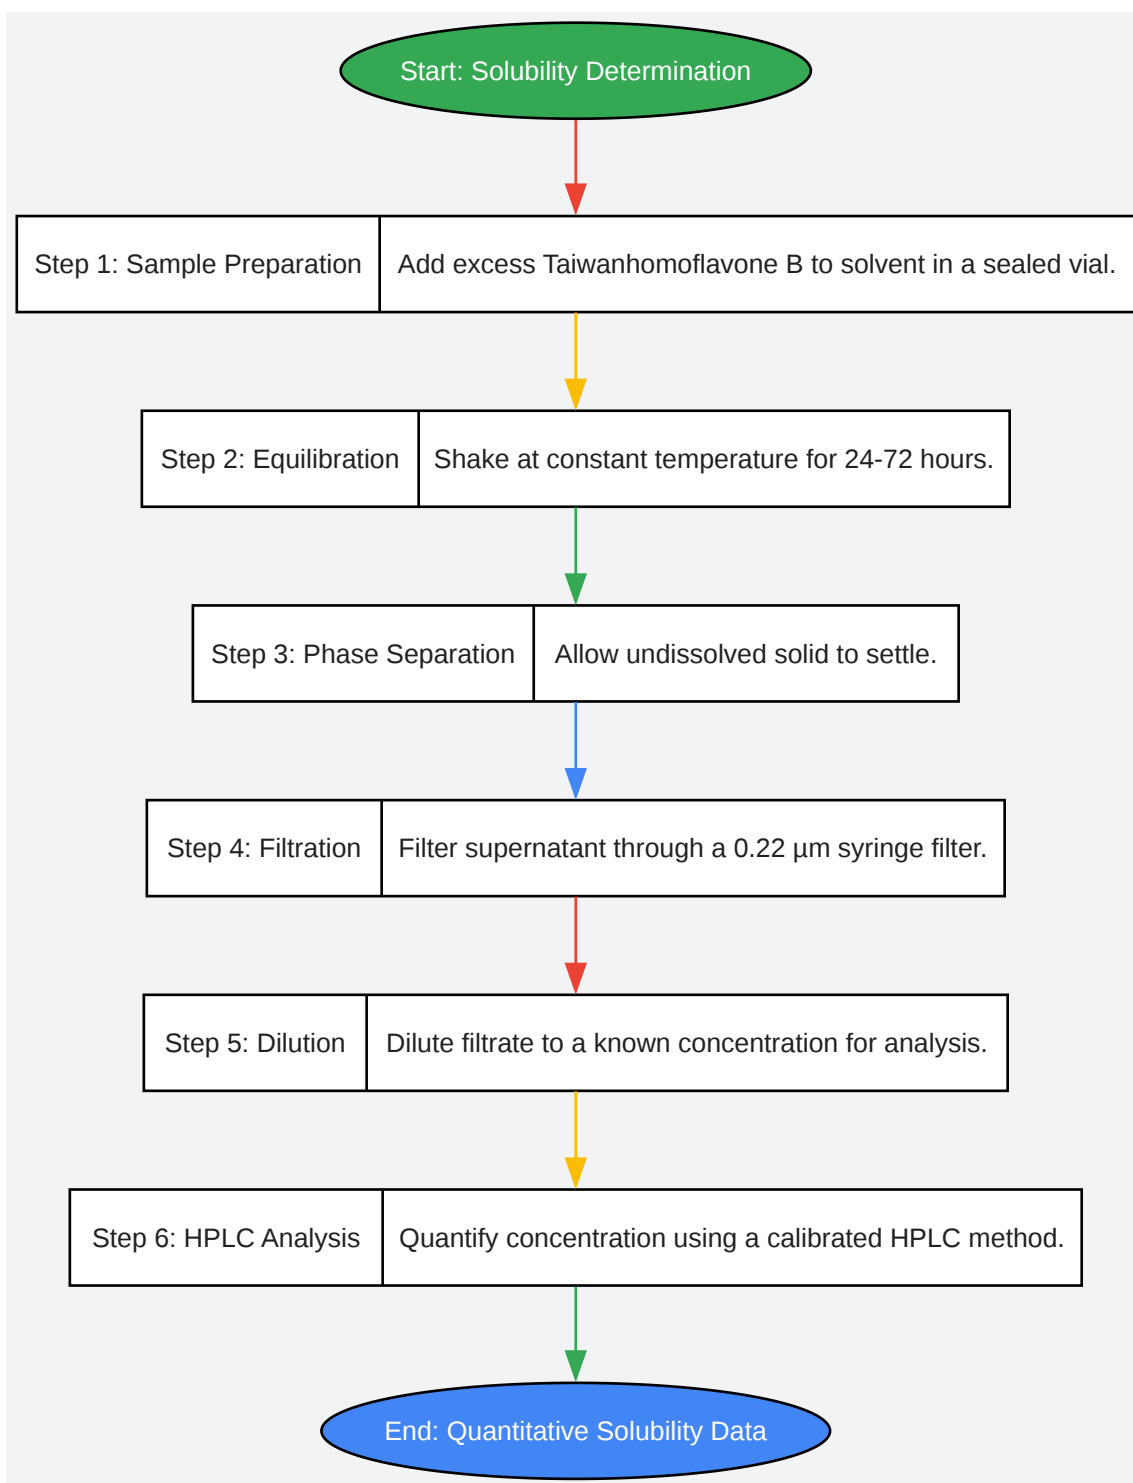 Start: Solubility Determination
Step 1: Sample Preparation
Add excess Taiwanhomoflavone B to solvent in a sealed vial.
Step 2: Equilibration
Shake at constant temperature for 24-72 hours.
Step 3: Phase Separation
Allow undissolved solid to settle.
Step 4: Filtration
Filter supernatant through a 0.22 µm syringe filter.
Step 5: Dilution
Dilute filtrate to a known concentration for analysis.
Step 6: HPLC Analysis
Quantify concentration using a calibrated HPLC method.
End: Quantitative Solubility Data